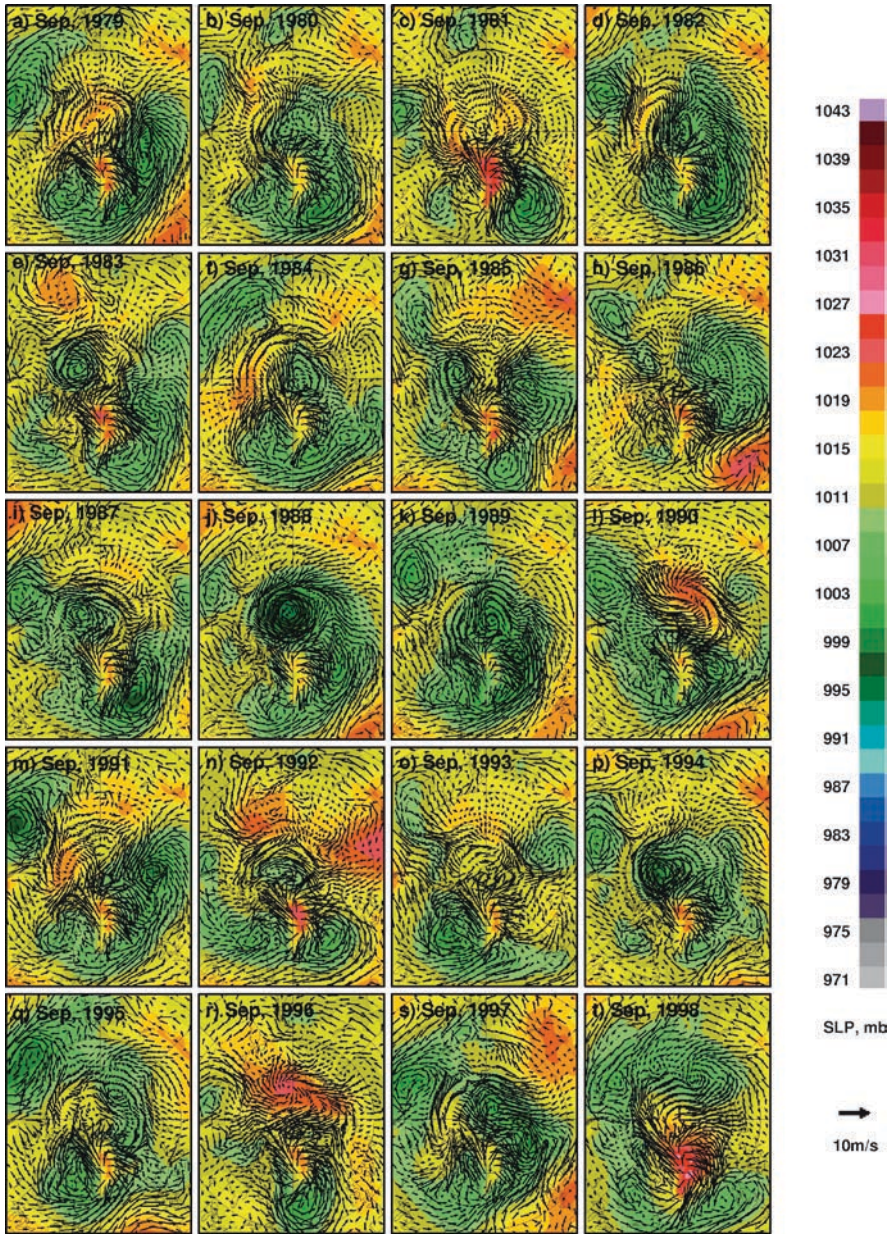 a) Sep, 1979
b) Sep, 1980
c) Sep, 1981
d) Sep, 1982
e) Sep, 1983
f) Sep, 1984
g) Sep, 1985
h) Sep, 1986
i) Sep, 1987
j) Sep, 1988
k) Sep, 1989
l) Sep, 1990
m) Sep, 1991
n) Sep, 1992
o) Sep, 1993
p) Sep, 1994
q) Sep, 1995
r) Sep, 1996
s) Sep, 1997
t) Sep, 1998
1043
1039
1035
1031
1027
1023
1019
1015
1011
1007
1003
999
995
991
987
983
979
975
971
SLP, mb
10m/s